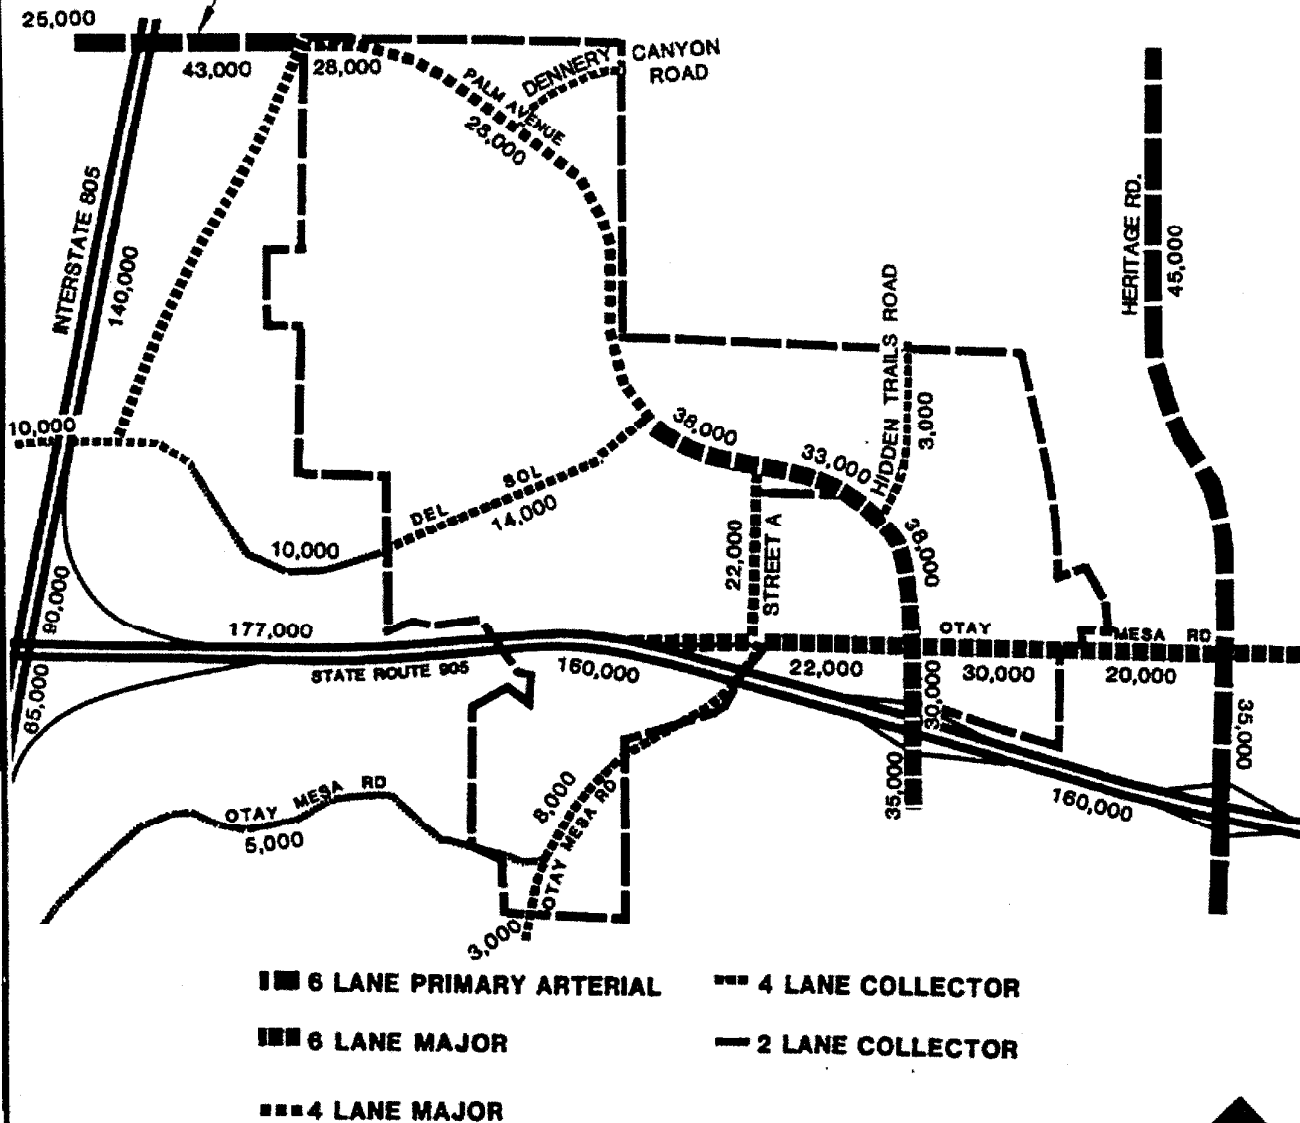 25,000
43,000
28,000
PALM AVENUE
28,000
DENNERY
CANYON
ROAD
INTERSTATE 805
140,000
HERITAGE RD.
45,000
HIDDEN TRAILS ROAD
3,000
10,000
38,000
33,000
38,000
DEL SOL
14,000
10,000
22,000
STREET A
90,000
177,000
STATE ROUTE 905
160,000
OTAY MESA RD
22,000
30,000
20,000
65,000
30,000
35,000
35,000
160,000
OTAY MESA RD
5,000
8,000
OTAY MESA RD
3,000
6 LANE PRIMARY ARTERIAL
4 LANE COLLECTOR
6 LANE MAJOR
2 LANE COLLECTOR
4 LANE MAJOR